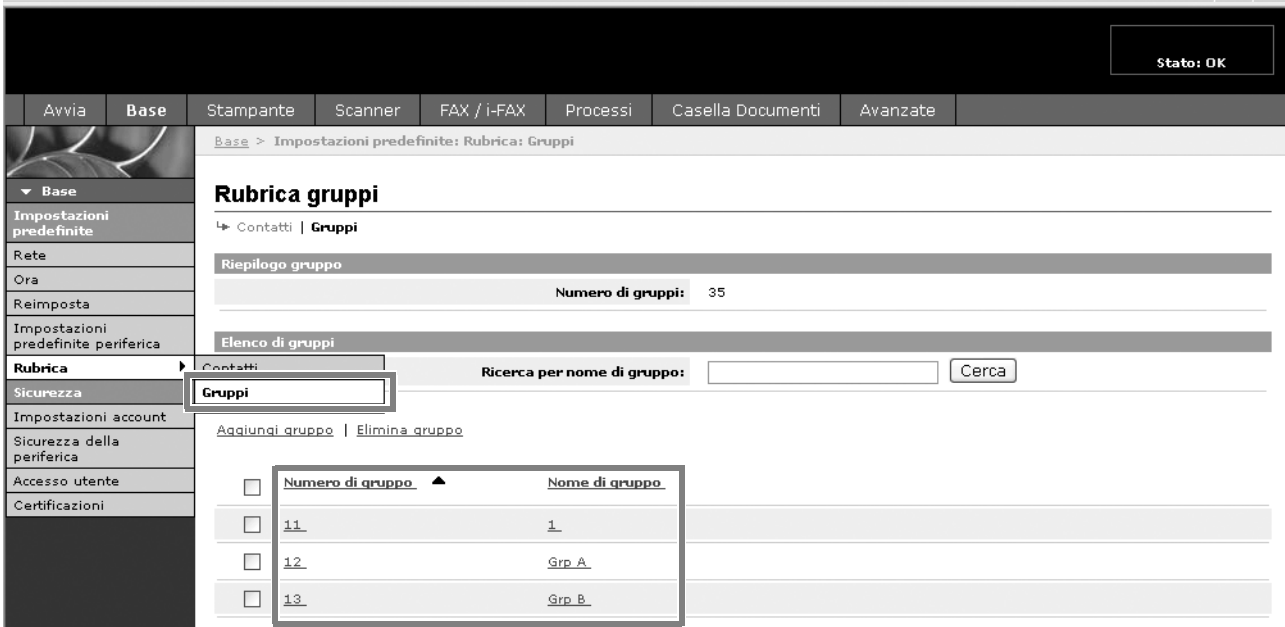 Stato: OK
Avvia Base Stampante Scanner FAX / i-FAX Processi Casella Documenti Avanzate
Base > Impostazioni predefinite: Rubrica: Gruppi
Base
Impostazioni
predefinite
Rete
Ora
Reimposta
Impostazioni
predefinite periferica
Rubrica
Sicurezza
Impostazioni account
Sicurezza della
periferica
Accesso utente
Certificazioni
Contatti
Gruppi
Rubrica gruppi
Contatti | Gruppi
Riepilogo gruppo
Numero di gruppi: 35
Elenco di gruppi
Ricerca per nome di gruppo: Cerca
Aggiungi gruppo | Elimina gruppo
Numero di gruppo Nome di gruppo
11 1
12 Grp A
13 Grp B